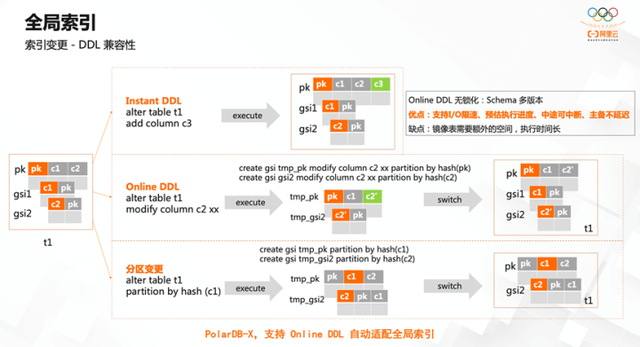 全局索引
阿里云
索引变更 - DDL 兼容性
Instant DDL
alter table t1
add column c3
execute
pk pk c1 c2 c3
gsi1 c1 pk
gsi2 c2 pk
Online DDL 无锁化：Schema 多版本
优点：支持I/O限速、预估执行进度、中途可中断、主备不延迟
缺点：镜像表需要额外的空间，执行时间长
pk pk c1 c2
gsi1 c1 pk
gsi2 c2 pk
t1
Online DDL
alter table t1
modify column c2 xx
execute
create gsi tmp_pk modify column c2 xx partition by hash(pk)
create gsi gsi2 modify column c2 xx partition by hash(c2)
tmp_pk pk c1 c2'
tmp_gsi2 c2' pk
switch
pk pk c1 c2'
gsi1 c1 pk
gsi2 c2' pk
t1
分区变更
alter table t1
partition by hash (c1)
execute
create gsi tmp_pk partition by hash(c1)
create gsi tmp_gsi2 partition by hash(c2)
tmp_pk pk c1 c2
tmp_gsi2 c2 pk c1
switch
pk pk c1 c2
gsi2 c2 pk c1
t1
PolarDB-X, 支持 Online DDL 自动适配全局索引